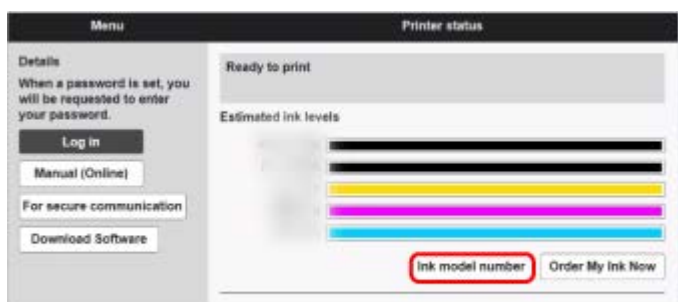 Menu
Printer status
Details
When a password is set, you
will be requested to enter
your password.
Log in
Manual (Online)
For secure communication
Download Software
Ready to print
Estimated ink levels
Ink model number
Order My Ink Now